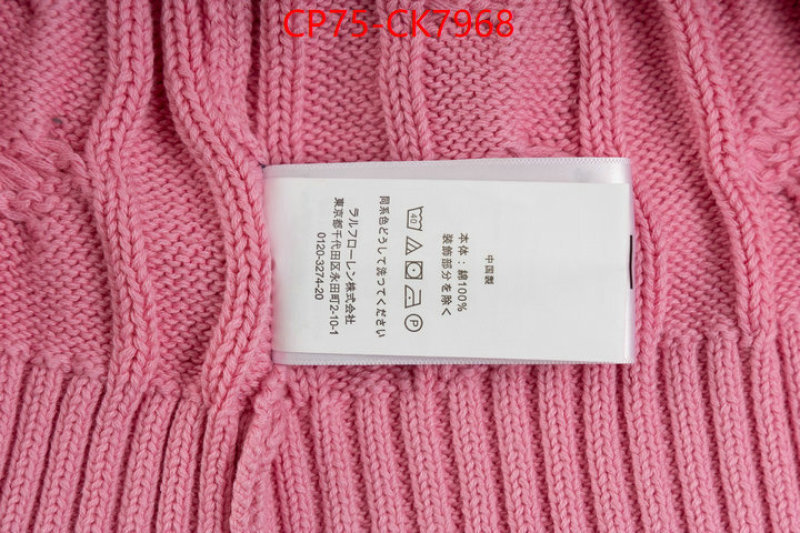 CP75-CK7968
中国製
本体：綿100%
装飾部分を除く
40
P
同系色どうしで洗ってください
ラルフローレン株式会社
東京都千代田区永田町2-10-1
0120-3274-20